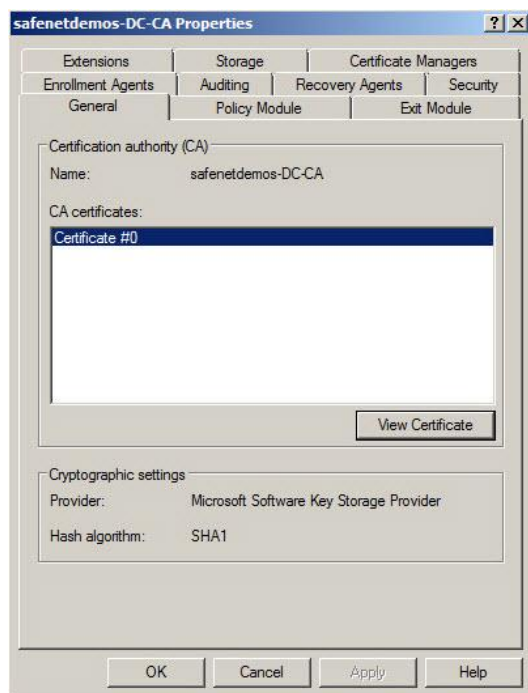 safenetdemos-DC-CA Properties
Extensions Storage Certificate Managers
Enrollment Agents Auditing Recovery Agents Security
General Policy Module Exit Module
Certification authority (CA)
Name: safenetdemos-DC-CA
CA certificates:
Certificate #0
View Certificate
Cryptographic settings
Provider: Microsoft Software Key Storage Provider
Hash algorithm: SHA1
OK Cancel Apply Help